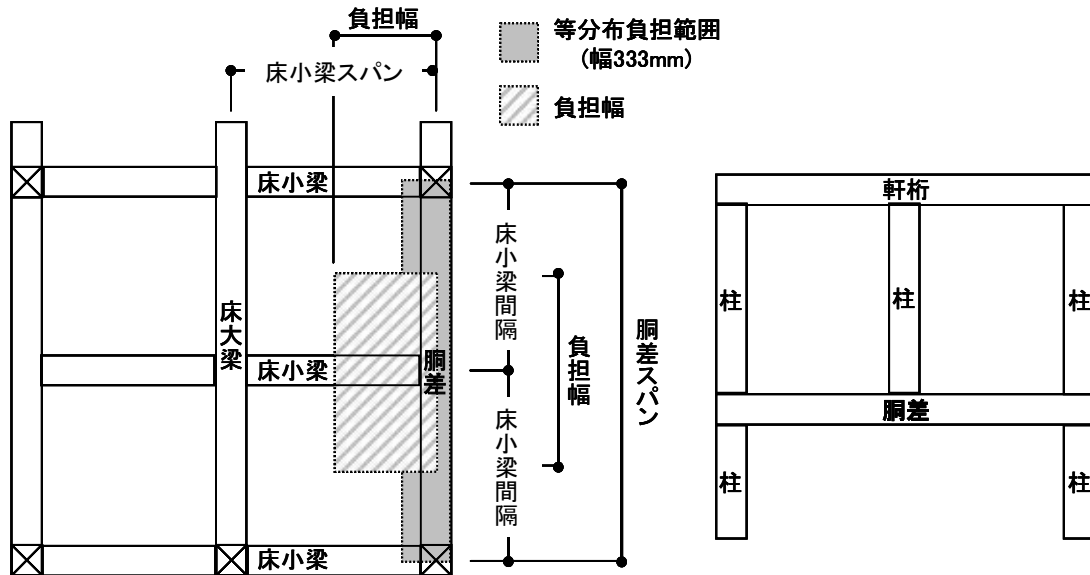 負担幅
床小梁スパン
等分布負担範囲
(幅333mm)
負担幅
床小梁
床大梁
床小梁
胴差
床小梁
床小梁間隔
床小梁間隔
負担幅
胴差スパン
軒桁
柱
柱
柱
胴差
柱
柱